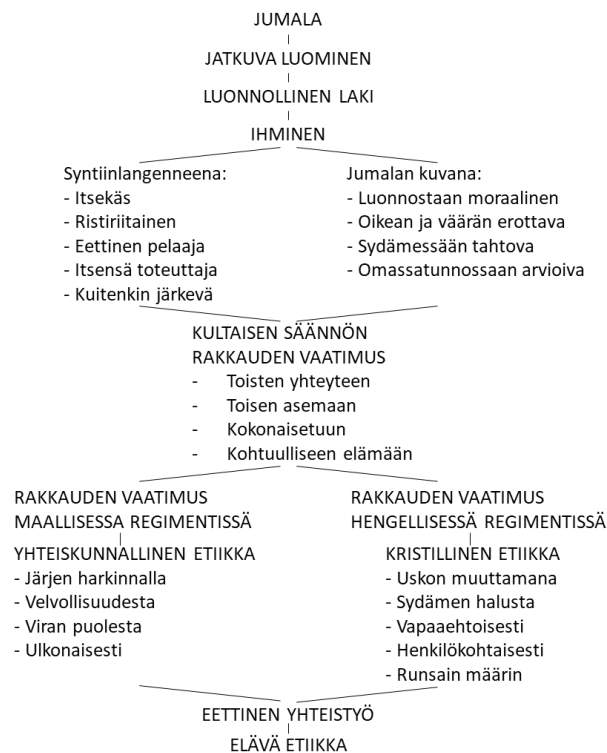 JUMALA
JATKUVA LUOMINEN
LUONNOLLINEN LAKI
IHMINEN
Syntiinlangenneena:
- Itsekäs
- Ristiriitainen
- Eettinen pelaaja
- Itsensä toteuttaja
- Kuitenkin järkevä
Jumalan kuvana:
- Luonnostaan moraalinen
- Oikean ja väärän erottava
- Sydämessään tahtova
- Omassatunnossaan arvioiva
KULTAISEN SÄÄNNÖN
RAKKAUDEN VAATIMUS
- Toisten yhteyteen
- Toisen asemaan
- Kokonaisetuun
- Kohtuulliseen elämään
RAKKAUDEN VAATIMUS
MAALLISESSA REGIMENTISSÄ
YHTEISKUNNALLINEN ETIIKKA
- Järjen harkinnalla
- Velvollisuudesta
- Viran puolesta
- Ulkonaisesti
RAKKAUDEN VAATIMUS
HENGELLISESSÄ REGIMENTISSÄ
KRISTILLINEN ETIIKKA
- Uskon muuttamana
- Sydämen halusta
- Vapaaehtoisesti
- Henkilökohtaisesti
- Runsain määrin
EETTINEN YHTEISTYÖ
ELÄVÄ ETIIKKA